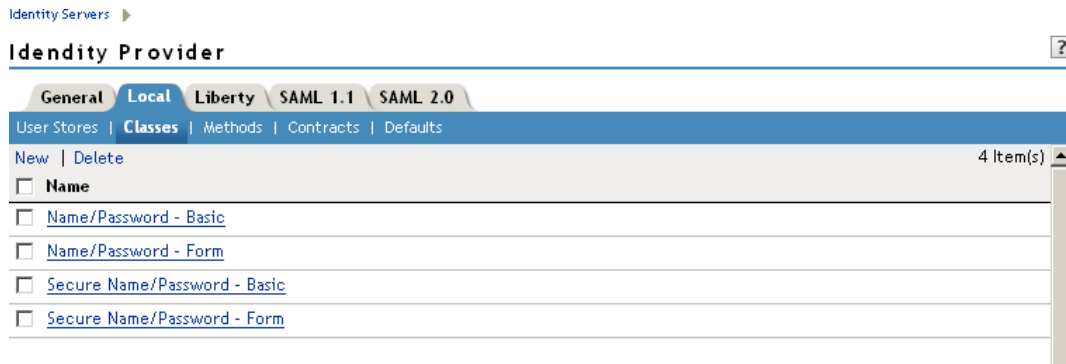 Identity Servers
Idendity Provider ?
General Local Liberty SAML 1.1 SAML 2.0
User Stores | Classes | Methods | Contracts | Defaults
New | Delete 4 Item(s)
Name
Name/Password - Basic
Name/Password - Form
Secure Name/Password - Basic
Secure Name/Password - Form